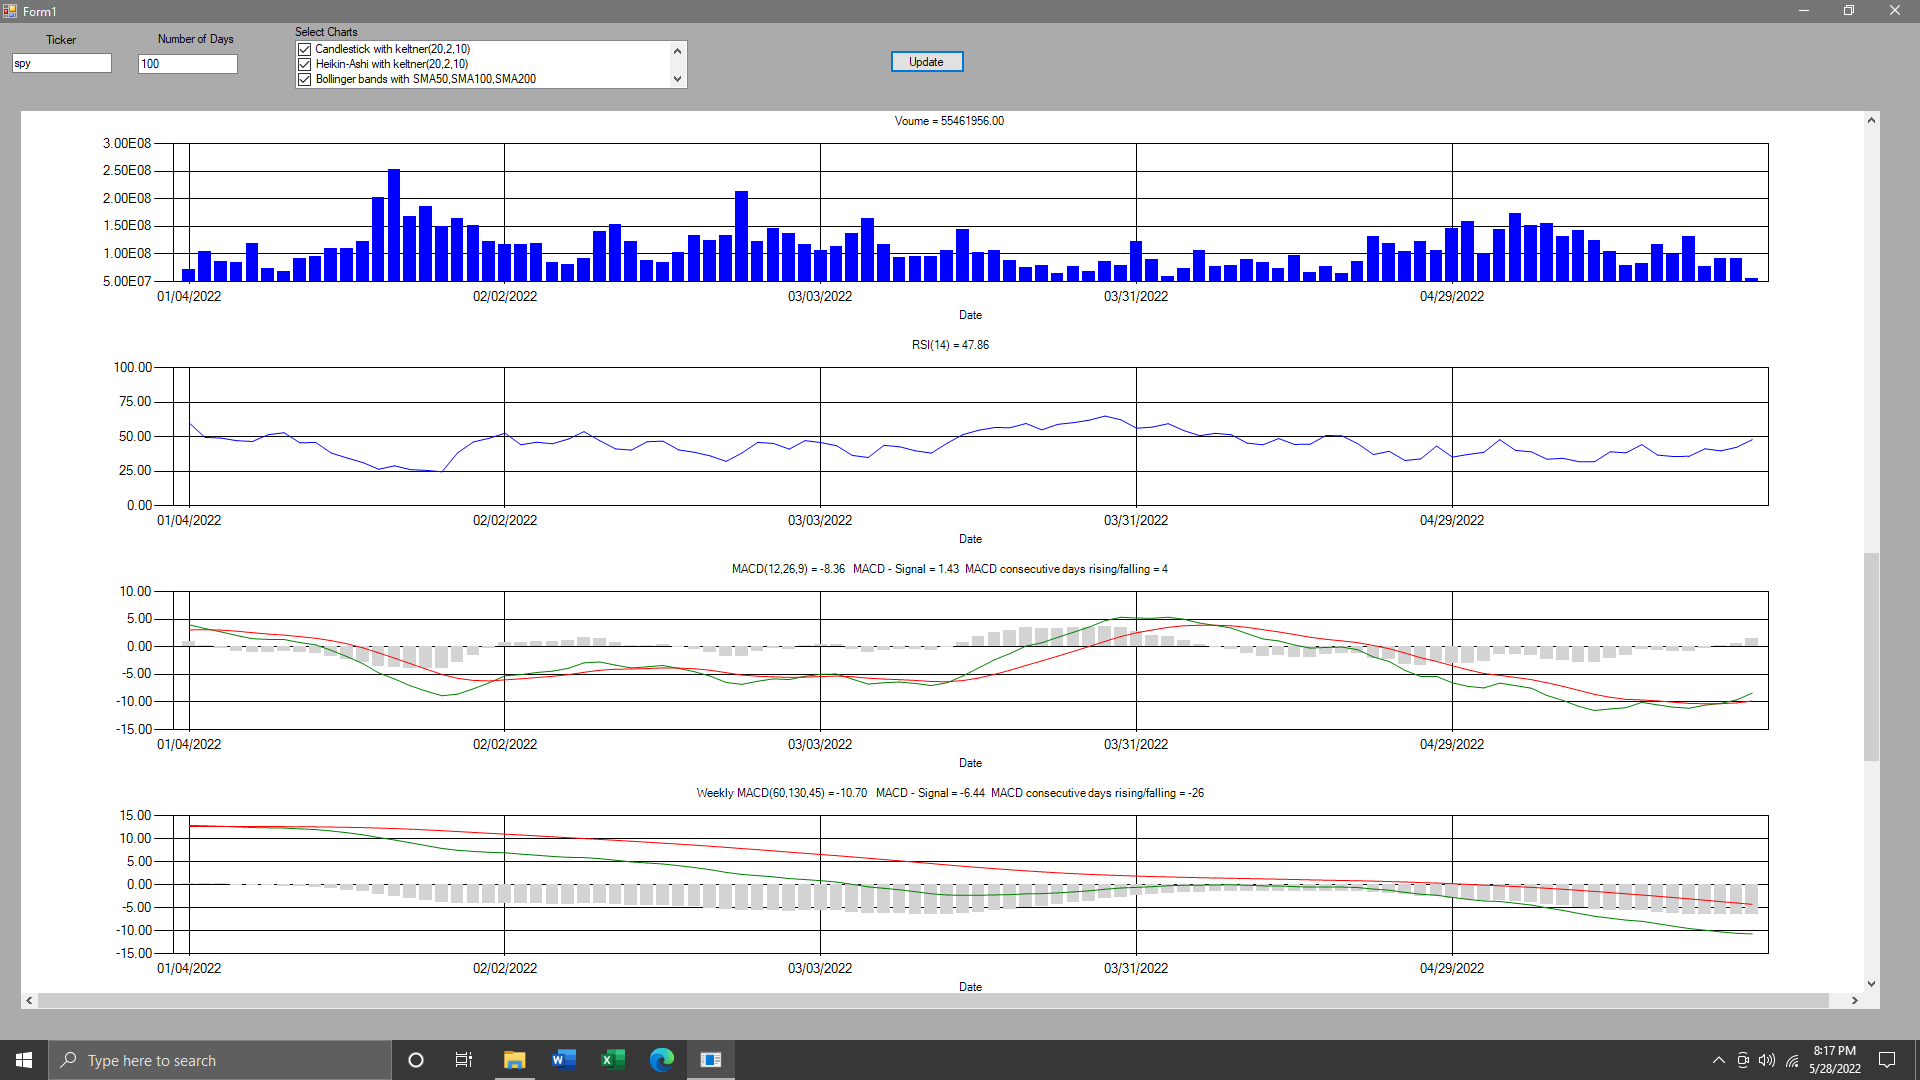 Form1
Ticker
Number of Days
Select Charts
spy
100
Candlestick with keltner(20,2,10)
Heikin-Ashi with keltner(20,2,10)
Bollinger bands with SMA50,SMA100,SMA200
Update
Voume = 55461956.00
3.00E08
2.50E08
2.00E08
1.50E08
1.00E08
5.00E07
01/04/2022 02/02/2022 03/03/2022 03/31/2022 04/29/2022
Date
RSI(14) = 47.86
100.00
75.00
50.00
25.00
0.00
01/04/2022 02/02/2022 03/03/2022 03/31/2022 04/29/2022
Date
MACD(12,26,9) = -8.36 MACD - Signal = 1.43 MACD consecutive days rising/falling = 4
10.00
5.00
0.00
-5.00
-10.00
-15.00
01/04/2022 02/02/2022 03/03/2022 03/31/2022 04/29/2022
Date
Weekly MACD(60,130,45) = -10.70 MACD - Signal = -6.44 MACD consecutive days rising/falling = -26
15.00
10.00
5.00
0.00
-5.00
-10.00
-15.00
01/04/2022 02/02/2022 03/03/2022 03/31/2022 04/29/2022
Date
Type here to search
8:17 PM
5/28/2022